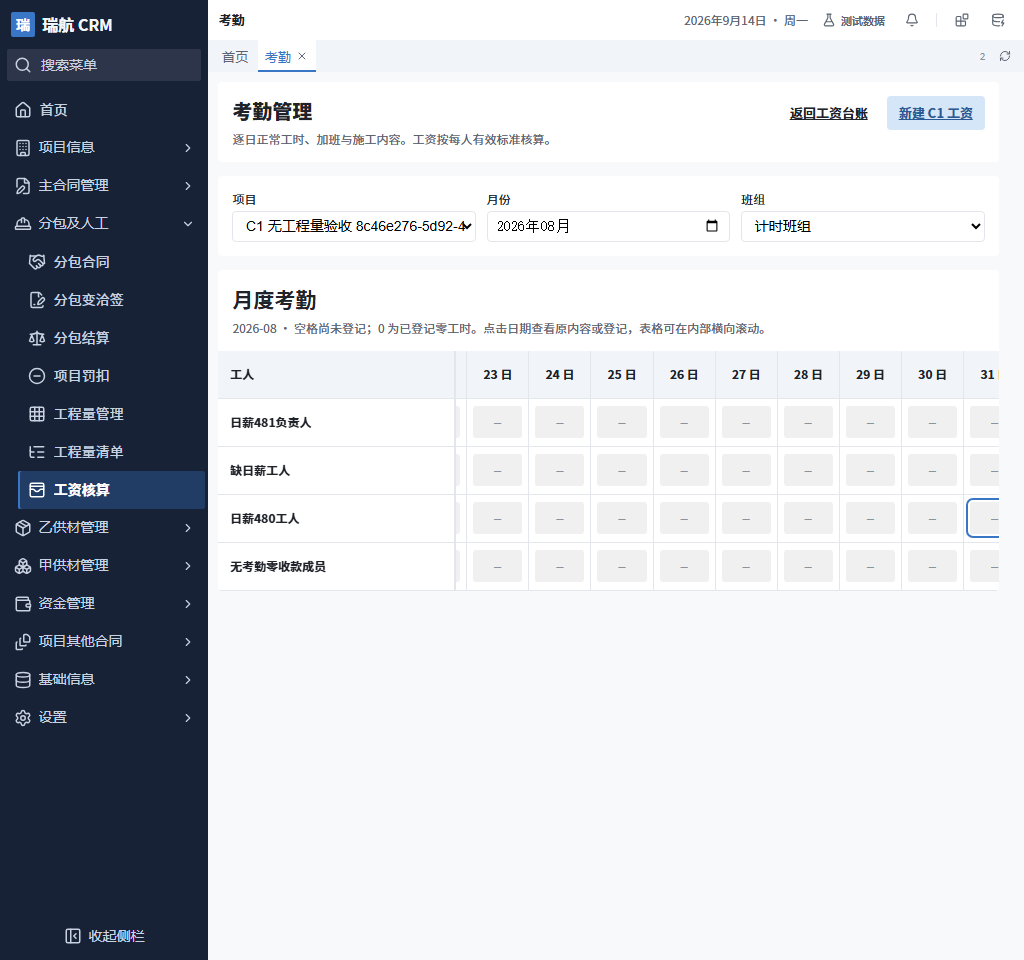 瑞 瑞航 CRM
搜索菜单
首页
项目信息
主合同管理
分包及人工
分包合同
分包变洽签
分包结算
项目罚扣
工程量管理
工程量清单
工资核算
乙供材管理
甲供材管理
资金管理
项目其他合同
基础信息
设置
收起侧栏
考勤
2026年9月14日 · 周一 测试数据
首页 考勤 × 2
考勤管理
逐日正常工时、加班与施工内容。工资按每人有效标准核算。
返回工资台账 新建 C1 工资
项目 月份 班组
C1 无工程量验收 8c46e276-5d92-4 2026年08月 计时班组
月度考勤
2026-08 · 空格尚未登记；0 为已登记零工时。点击日期查看原内容或登记，表格可在内部横向滚动。
工人 23 日 24 日 25 日 26 日 27 日 28 日 29 日 30 日 31
日薪481负责人 – – – – – – – – –
缺日薪工人 – – – – – – – – –
日薪480工人 – – – – – – – – –
无考勤零收款成员 – – – – – – – – –